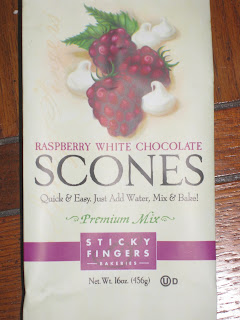 RASPBERRY WHITE CHOCOLATE
SCONES
Quick & Easy. Just Add Water, Mix & Bake!
Premium Mix
STICKY
FINGERS
BAKERIES
Net. Wt. 16oz. (456g)
U D